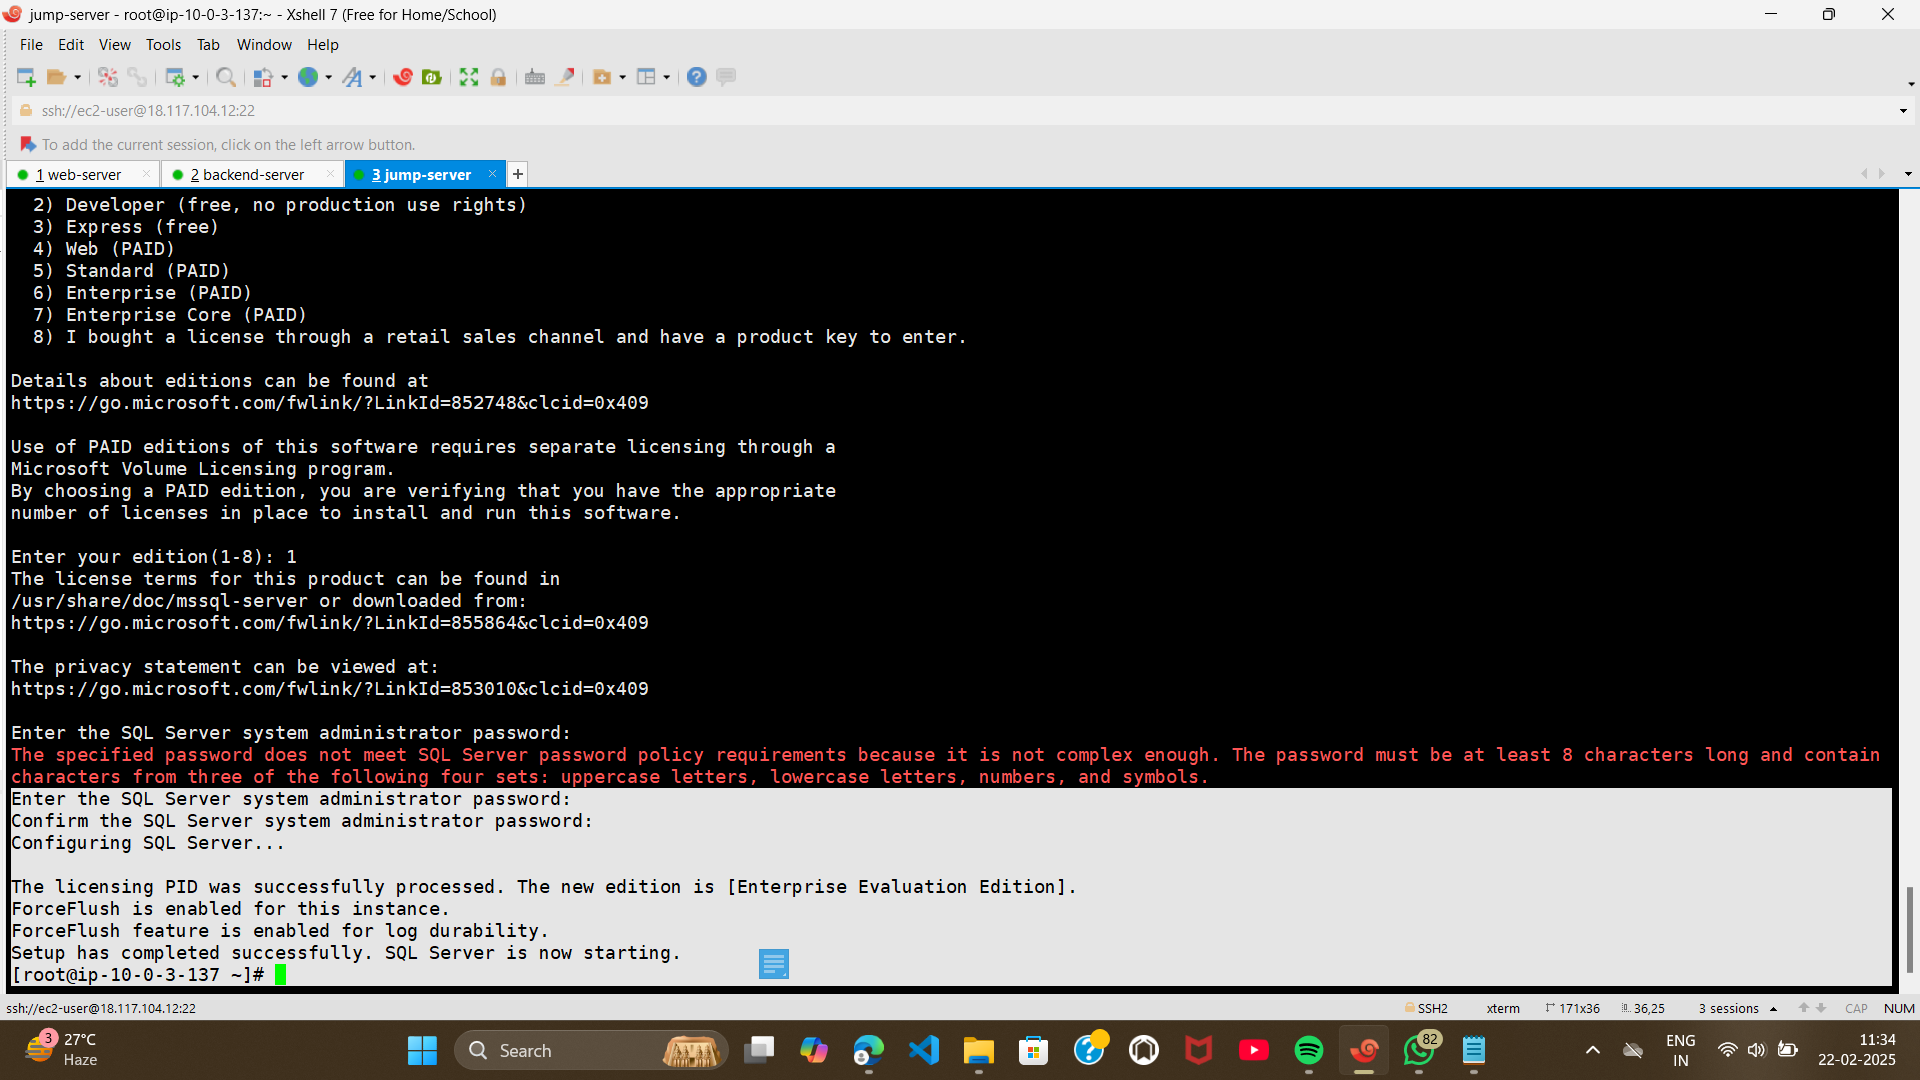 jump-server - root@ip-10-0-3-137:~ - Xshell 7 (Free for Home/School)
File Edit View Tools Tab Window Help
ssh://ec2-user@18.117.104.12:22
To add the current session, click on the left arrow button.
1 web-server 2 backend-server 3 jump-server
2) Developer (free, no production use rights)
3) Express (free)
4) Web (PAID)
5) Standard (PAID)
6) Enterprise (PAID)
7) Enterprise Core (PAID)
8) I bought a license through a retail sales channel and have a product key to enter.
Details about editions can be found at
https://go.microsoft.com/fwlink/?LinkId=852748&clcid=0x409
Use of PAID editions of this software requires separate licensing through a
Microsoft Volume Licensing program.
By choosing a PAID edition, you are verifying that you have the appropriate
number of licenses in place to install and run this software.
Enter your edition(1-8): 1
The license terms for this product can be found in
/usr/share/doc/mssql-server or downloaded from:
https://go.microsoft.com/fwlink/?LinkId=855864&clcid=0x409
The privacy statement can be viewed at:
https://go.microsoft.com/fwlink/?LinkId=853010&clcid=0x409
Enter the SQL Server system administrator password:
The specified password does not meet SQL Server password policy requirements because it is not complex enough. The password must be at least 8 characters long and contain
characters from three of the following four sets: uppercase letters, lowercase letters, numbers, and symbols.
Enter the SQL Server system administrator password:
Confirm the SQL Server system administrator password:
Configuring SQL Server...
The licensing PID was successfully processed. The new edition is [Enterprise Evaluation Edition].
ForceFlush is enabled for this instance.
ForceFlush feature is enabled for log durability.
Setup has completed successfully. SQL Server is now starting.
[root@ip-10-0-3-137 ~]#
ssh://ec2-user@18.117.104.12:22 SSH2 xterm 171x36 36,25 3 sessions CAP NUM
3 27°C
Haze
Search
82
ENG
IN
11:34
22-02-2025